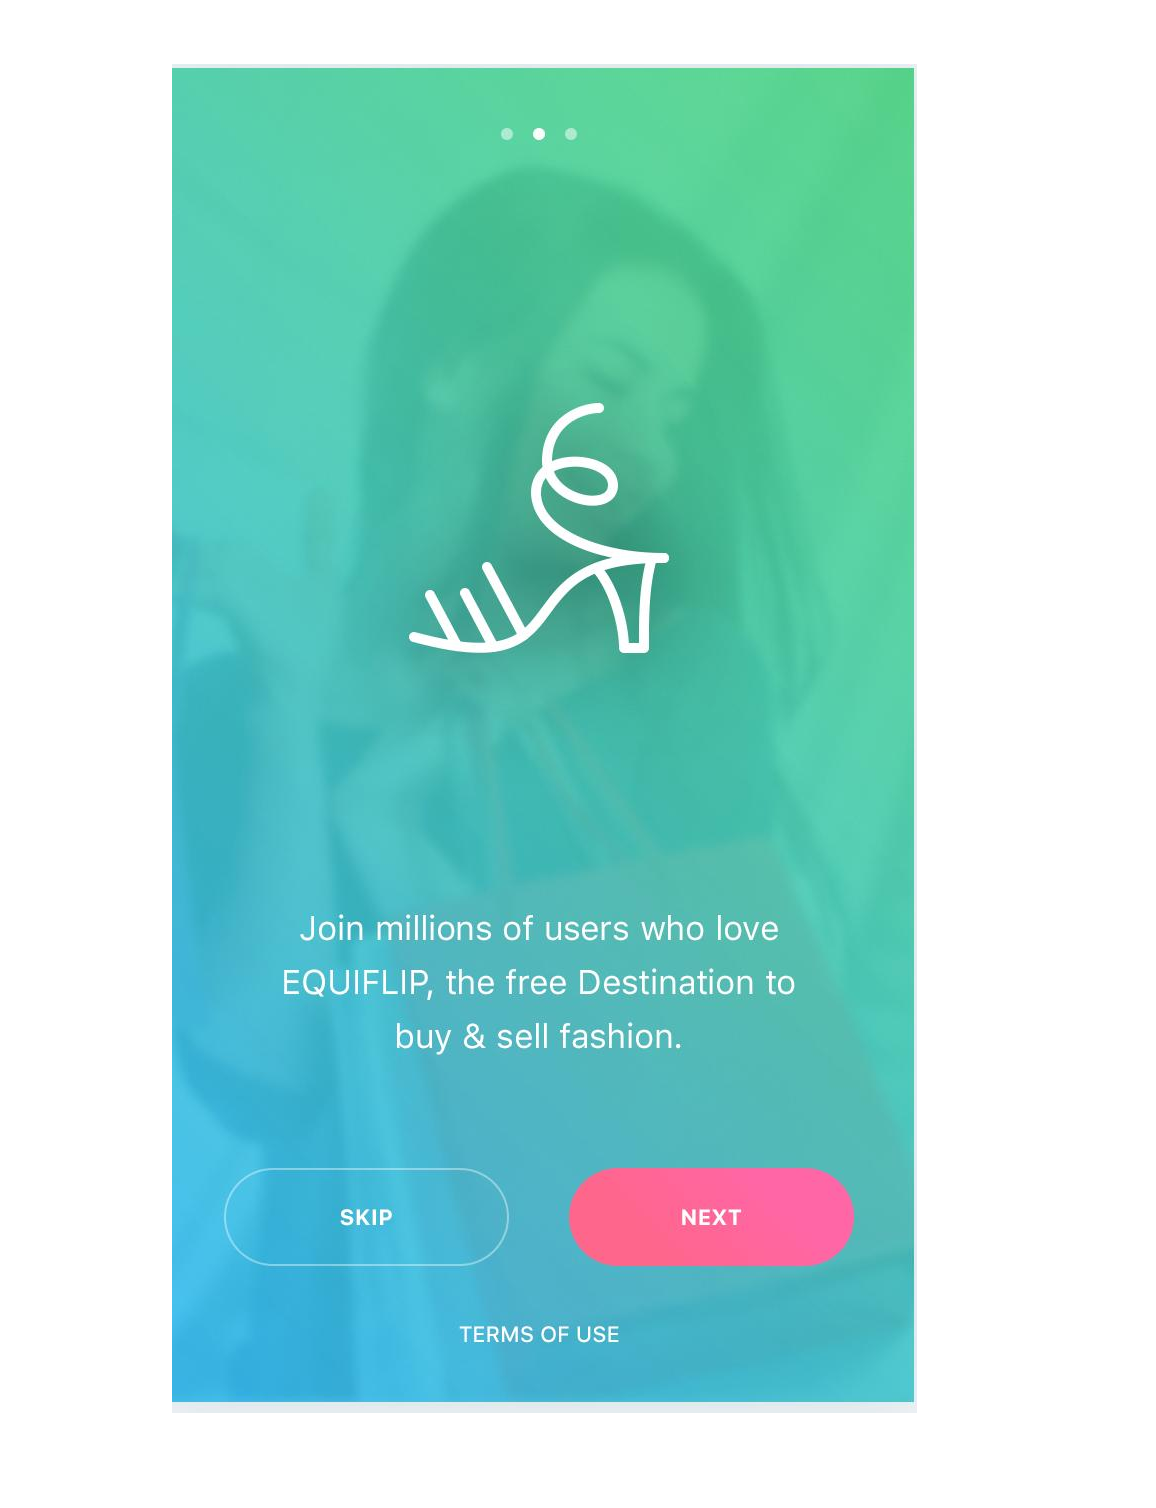 Join millions of users who love
EQUIFLIP, the free Destination to
buy & sell fashion.
SKIP
NEXT
TERMS OF USE